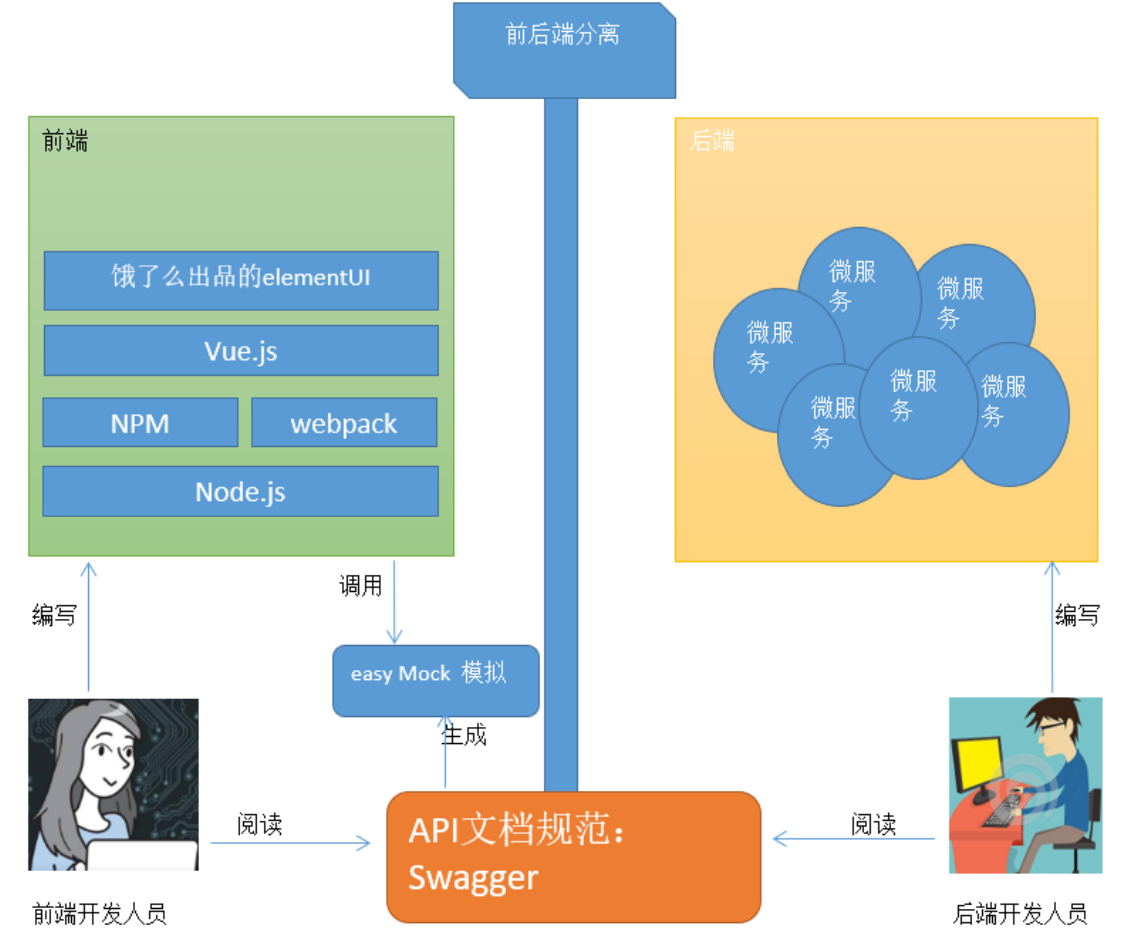 前后端分离
前端
饿了么出品的elementUI
Vue.js
NPM
webpack
Node.js
后端
微服
务
微服
务
微服
务
微服
务
微服
务
微服
务
编写
调用
easy Mock 模拟
生成
编写
阅读
API文档规范：
Swagger
阅读
前端开发人员
后端开发人员